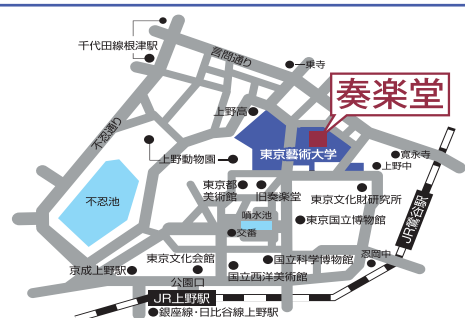 千代田線根津駅
言問通り
一乗寺
不忍通り
上野高
奏楽堂
東京藝術大学
上野動物園
寛永寺
上野中
東京都
美術館
旧奏楽堂
東京文化財研究所
不忍池
噴水池
東京国立博物館
交番
JR鶯谷駅
東京文化会館
国立科学博物館
忍岡中
京成上野駅
公園口
国立西洋美術館
JR上野駅
銀座線・日比谷線上野駅